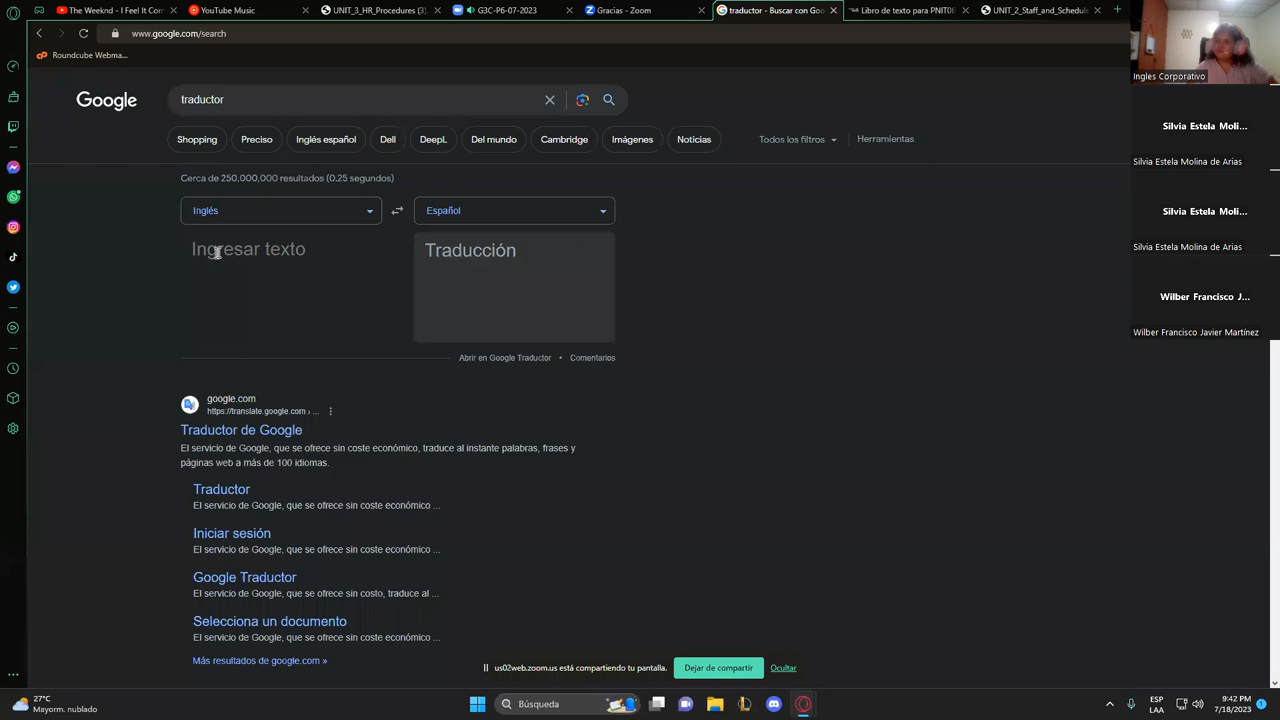 The Weeknd - I Feel It Com
YouTube Music
UNIT_3_HR_Procedures (3).
G3C-P6-07-2023
Gracias - Zoom
traductor - Buscar con Goo
Libro de texto para PNIT06
UNIT_2_Staff_and_Schedule
www.google.com/search
Roundcube Webma...
Google
traductor
Shopping
Preciso
Inglés español
Dell
DeepL
Del mundo
Cambridge
Imágenes
Noticias
Todos los filtros
Herramientas
Cerca de 250,000,000 resultados (0.25 segundos)
Inglés
Español
Ingresar texto
Traducción
Abrir en Google Traductor • Comentarios
google.com
https://translate.google.com › ...
Traductor de Google
El servicio de Google, que se ofrece sin coste económico, traduce al instante palabras, frases y
páginas web a más de 100 idiomas.
Traductor
El servicio de Google, que se ofrece sin coste económico ...
Iniciar sesión
El servicio de Google, que se ofrece sin coste económico ...
Google Traductor
El servicio de Google, que se ofrece sin costo, traduce al ...
Selecciona un documento
El servicio de Google, que se ofrece sin coste económico ...
Más resultados de google.com »
us02web.zoom.us está compartiendo tu pantalla.
Dejar de compartir
Ocultar
Ingles Corporativo
Silvia Estela Moli...
Silvia Estela Molina de Arias
Silvia Estela Moli...
Silvia Estela Molina de Arias
Wilber Francisco J...
Wilber Francisco Javier Martínez
27°C
Mayorm. nublado
Búsqueda
ESP
LAA
9:42 PM
7/18/2023